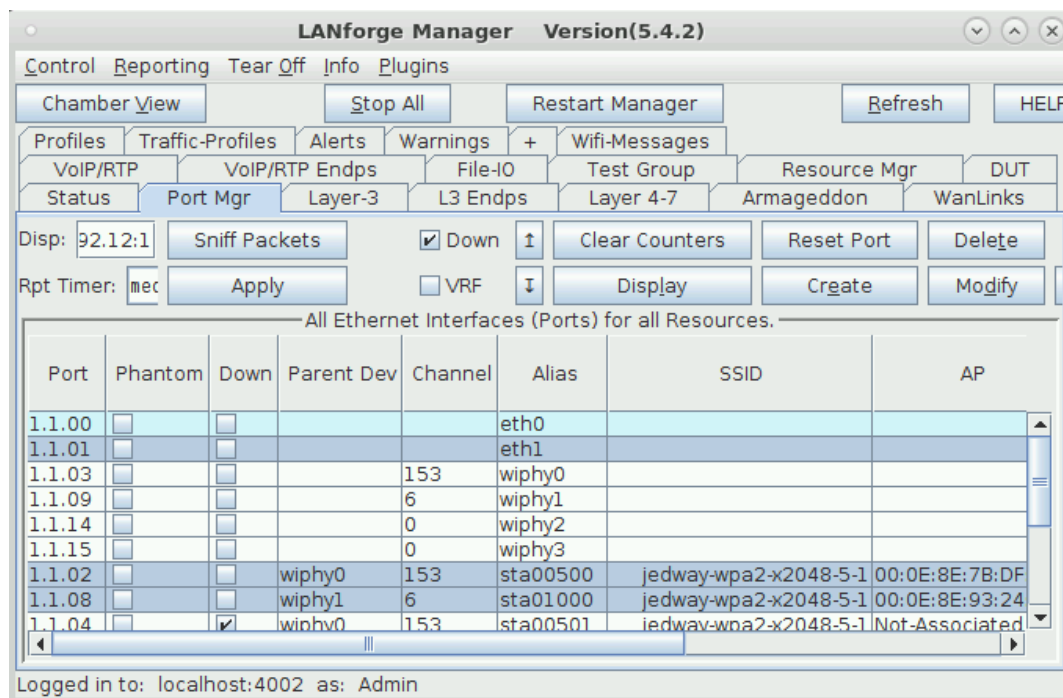 LANforge Manager Version(5.4.2)
Control Reporting Tear Off Info Plugins
Chamber View Stop All Restart Manager Refresh HELP
Profiles Traffic-Profiles Alerts Warnings + Wifi-Messages
VoIP/RTP VoIP/RTP Endps File-IO Test Group Resource Mgr DUT
Status Port Mgr Layer-3 L3 Endps Layer 4-7 Armageddon WanLinks
Disp: 92.12:1 Sniff Packets Down Clear Counters Reset Port Delete
Rpt Timer: med Apply VRF Display Create Modify
All Ethernet Interfaces (Ports) for all Resources.
Port Phantom Down Parent Dev Channel Alias SSID AP
1.1.00 eth0
1.1.01 eth1
1.1.03 153 wiphy0
1.1.09 6 wiphy1
1.1.14 0 wiphy2
1.1.15 0 wiphy3
1.1.02 wiphy0 153 sta00500 jedway-wpa2-x2048-5-1 00:0E:8E:7B:DF
1.1.08 wiphy1 6 sta01000 jedway-wpa2-x2048-5-1 00:0E:8E:93:24
1.1.04 wiphy0 153 sta00501 jedway-wpa2-x2048-5-1 Not-Associated
Logged in to: localhost:4002 as: Admin